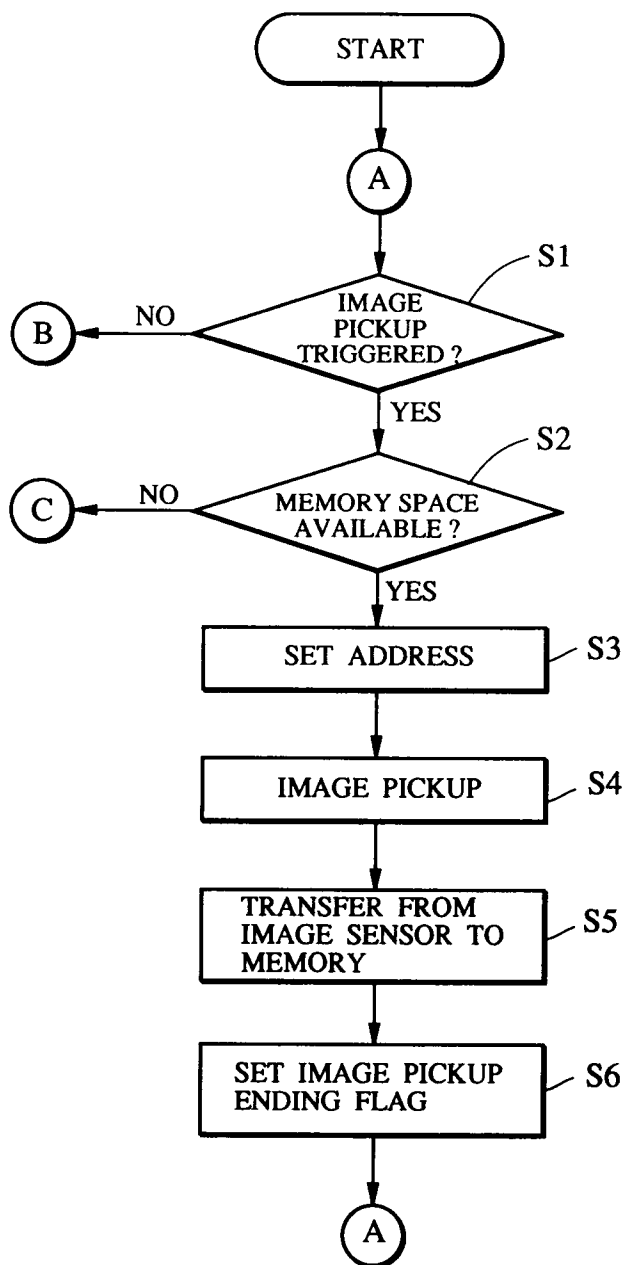 START
A
S1
IMAGE
PICKUP
TRIGGERED ?
NO
B
YES
S2
MEMORY SPACE
AVAILABLE ?
NO
C
YES
SET ADDRESS
S3
IMAGE PICKUP
S4
TRANSFER FROM
IMAGE SENSOR TO
MEMORY
S5
SET IMAGE PICKUP
ENDING FLAG
S6
A